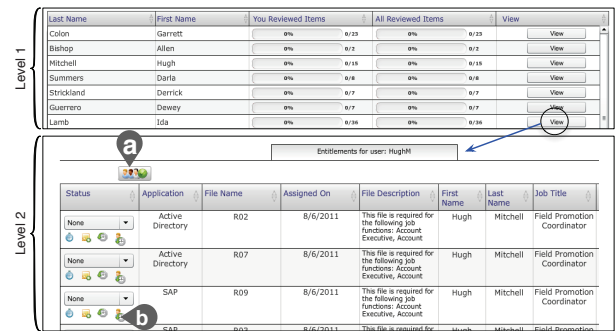 Last Name First Name You Reviewed Items All Reviewed Items View
Colon Garrett 0% 0/23 0% 0/23 View
Bishop Allen 0% 0/2 0% 0/2 View
Mitchell Hugh 0% 0/15 0% 0/15 View
Summers Darla 0% 0/8 0% 0/8 View
Strickland Derrick 0% 0/7 0% 0/7 View
Guerrero Dewey 0% 0/7 0% 0/7 View
Lamb Ida 0% 0/36 0% 0/36 View
Level 1
a
Entitlements for user: HughM
Level 2
Status Application File Name Assigned On File Description First Name Last Name Job Title
None Active Directory R02 8/6/2011 This file is required for the following job functions: Account Executive, Account Hugh Mitchell Field Promotion Coordinator
None Active Directory R07 8/6/2011 This file is required for the following job functions: Account Executive, Account Hugh Mitchell Field Promotion Coordinator
None SAP R09 8/6/2011 This file is required for the following job functions: Account Executive, Account Hugh Mitchell Field Promotion Coordinator
b
SAP 8/6/2011 This file is required for Hugh Mitchell Field Promotion